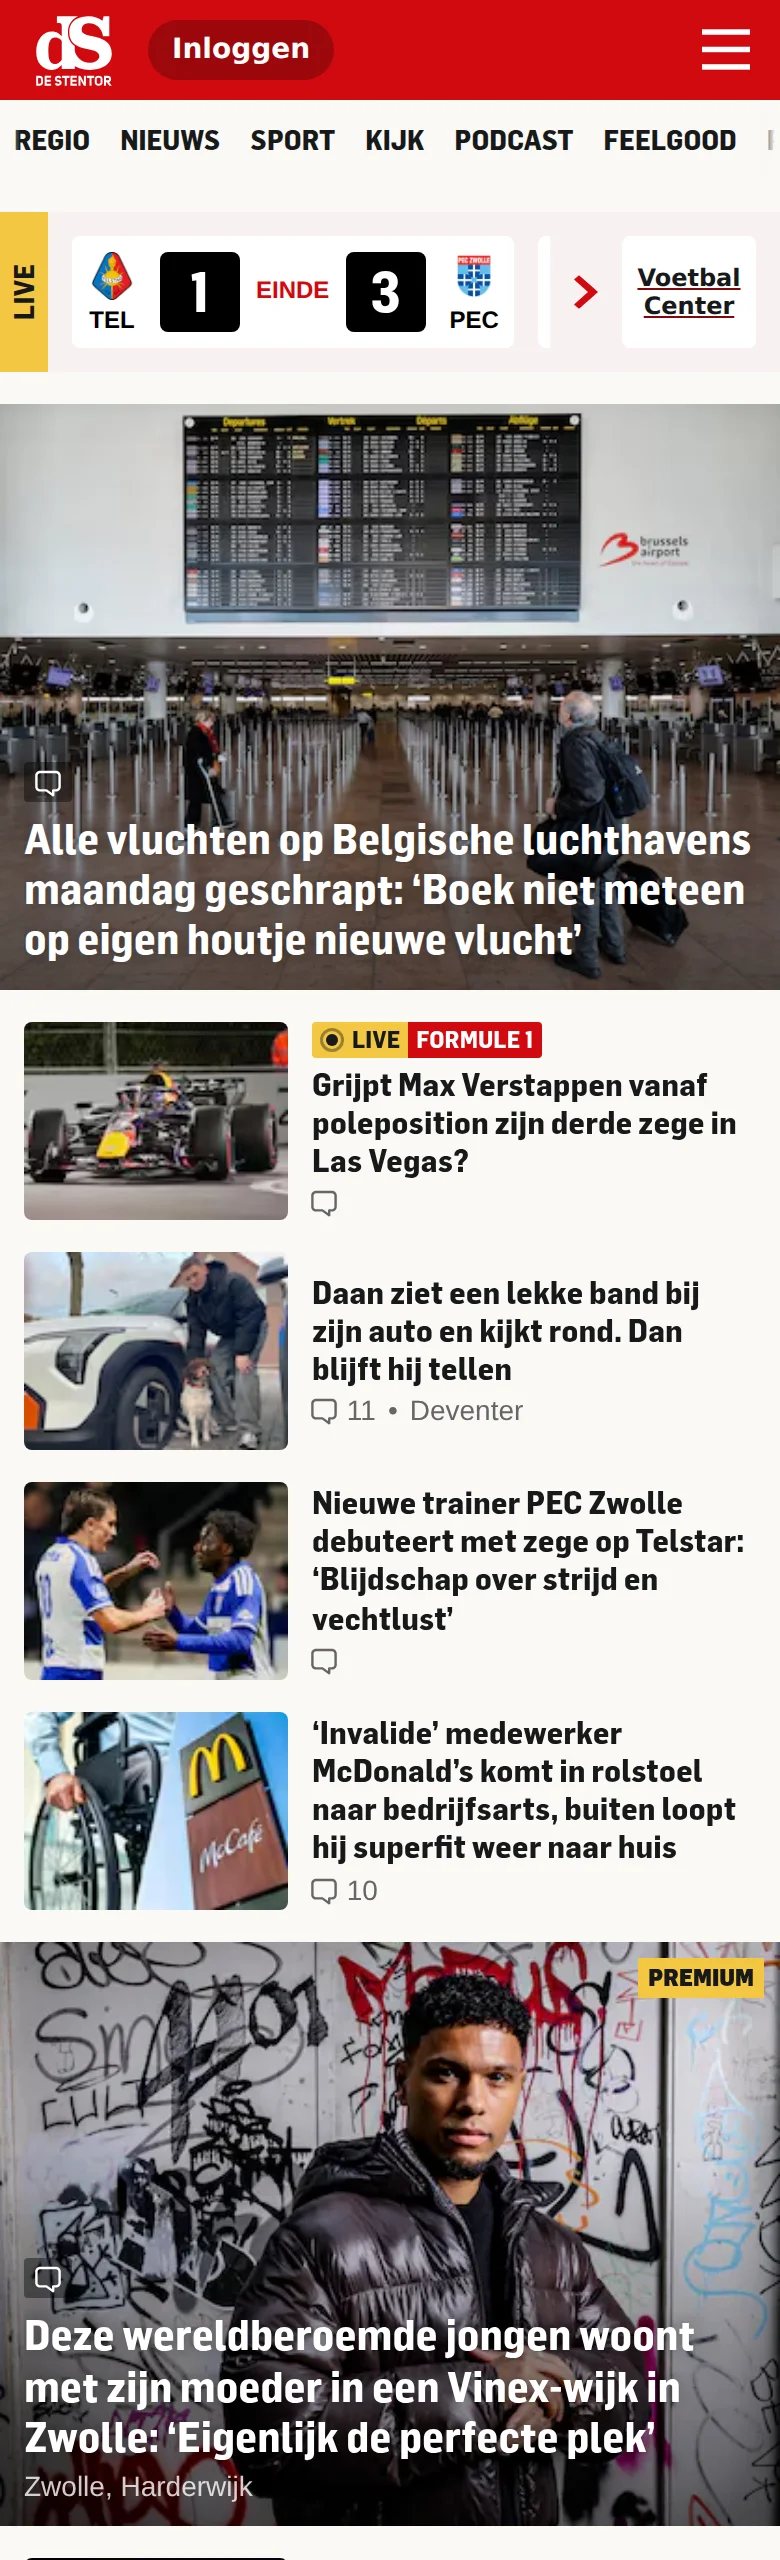 dS
DE STENTOR
Inloggen
REGIO NIEUWS SPORT KIJK PODCAST FEELGOOD
LIVE
TEL
1
EINDE
3
PEC ZWOLLE
PEC
Voetbal
Center
Departures Vertrek Départs Abflüge
brussels
airport
Alle vluchten op Belgische luchthavens
maandag geschrapt: ‘Boek niet meteen
op eigen houtje nieuwe vlucht’
LIVE FORMULE 1
Grijpt Max Verstappen vanaf
poleposition zijn derde zege in
Las Vegas?
Daan ziet een lekke band bij
zijn auto en kijkt rond. Dan
blijft hij tellen
11 • Deventer
Nieuwe trainer PEC Zwolle
debuteert met zege op Telstar:
‘Blijdschap over strijd en
vechtlust’
‘Invalide’ medewerker
McDonald’s komt in rolstoel
naar bedrijfsarts, buiten loopt
hij superfit weer naar huis
McCafé
10
PREMIUM
Deze wereldberoemde jongen woont
met zijn moeder in een Vinex-wijk in
Zwolle: ‘Eigenlijk de perfecte plek’
Zwolle, Harderwijk